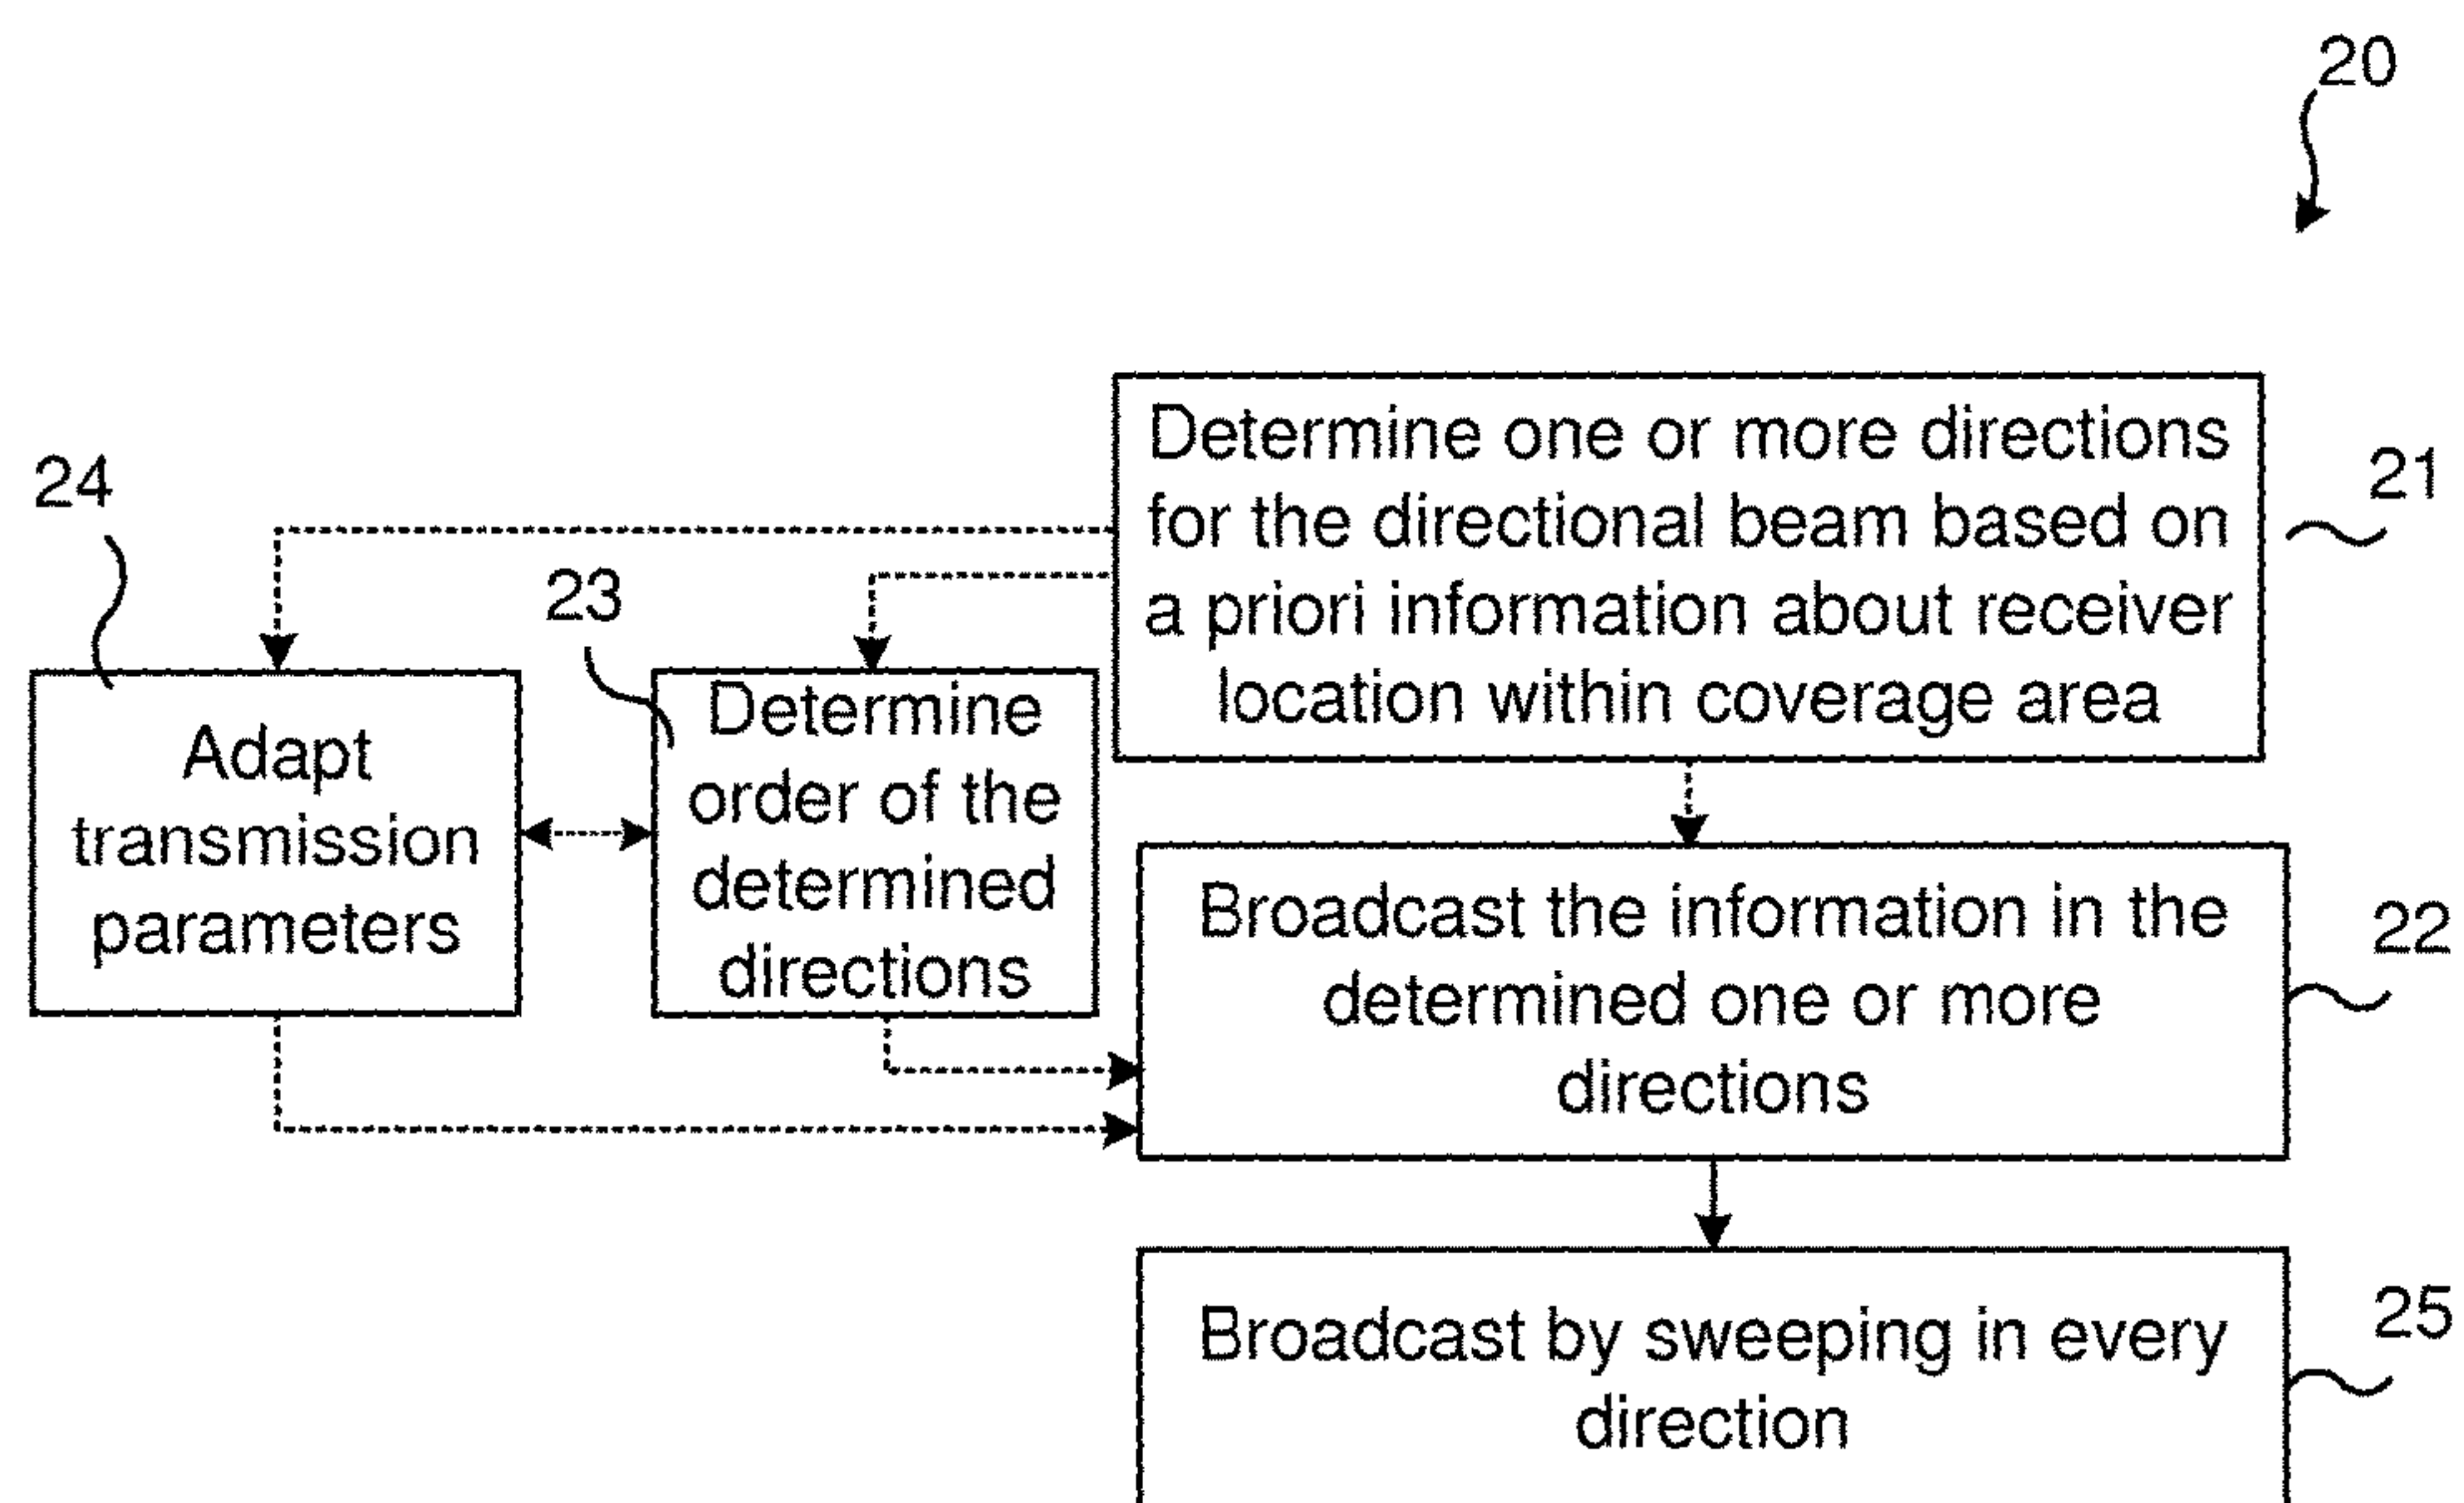 20
Determine one or more directions
for the directional beam based on
a priori information about receiver
location within coverage area
21
24
23
Adapt
transmission
parameters
Determine
order of the
determined
directions
Broadcast the information in the
determined one or more
directions
22
Broadcast by sweeping in every
direction
25